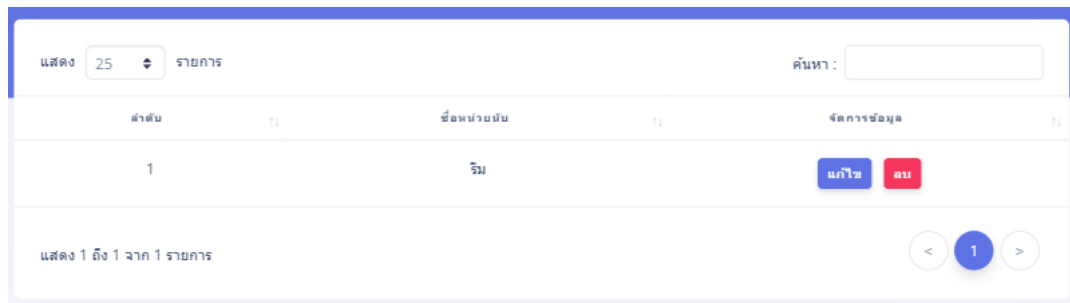 แสดง 25 รายการ ค้นหา :
ลำดับ ชื่อหน่วยนับ จัดการข้อมูล
1 ริม แก้ไข ลบ
แสดง 1 ถึง 1 จาก 1 รายการ < 1 >